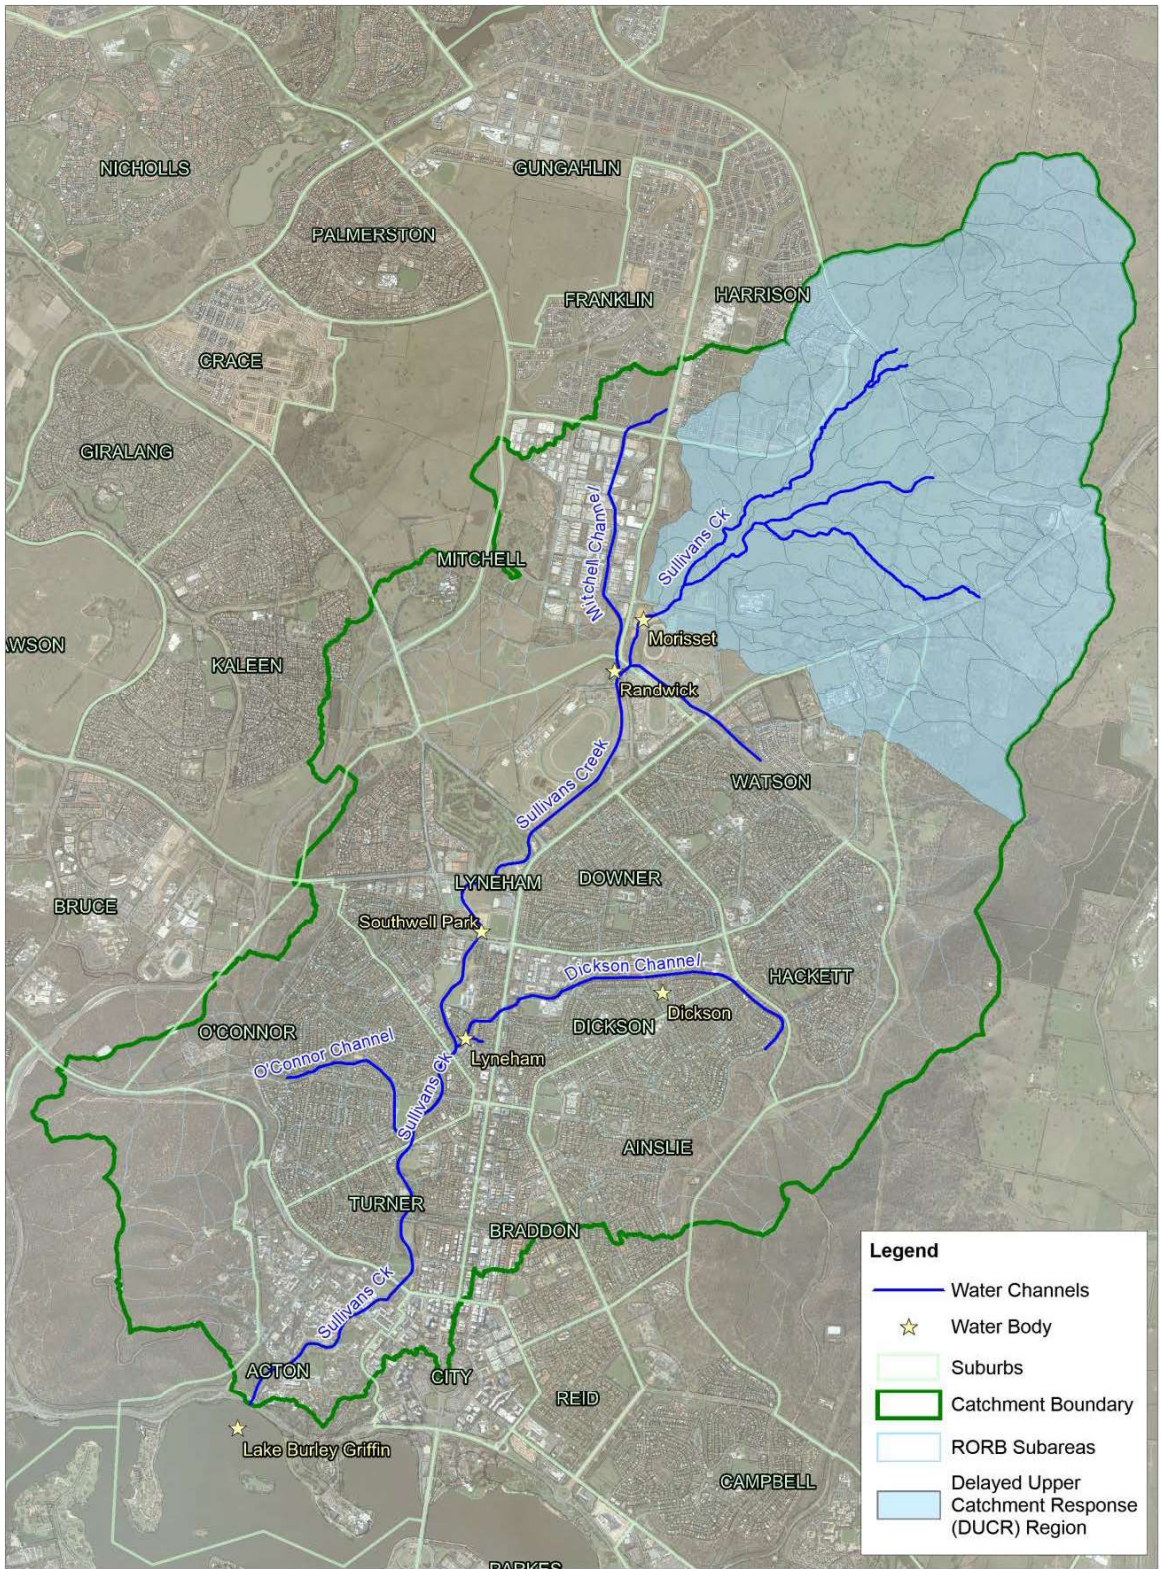 NICHOLLS
GUNGAHLIN
PALMERSTON
FRANKLIN
HARRISON
CRACE
GIRALANG
Mitchell Channel
Sullivans Ck
MITCHELL
AWSON
KALEEN
Morisset
Randwick
WATSON
Sullivans Creek
LYNEHAM
DOWNER
BRUCE
Southwell Park
Dickson Channel
HACKETT
O'CONNOR
Dickson
DICKSON
O'Connor Channel
Lyneham
Sullivans Ck
AINSLIE
TURNER
BRADDON
Sullivans Ck
ACTON
CITY
REID
Lake Burley Griffin
CAMPBELL
PARKES
Legend
Water Channels
Water Body
Suburbs
Catchment Boundary
RORB Subareas
Delayed Upper
Catchment Response
(DUCR) Region